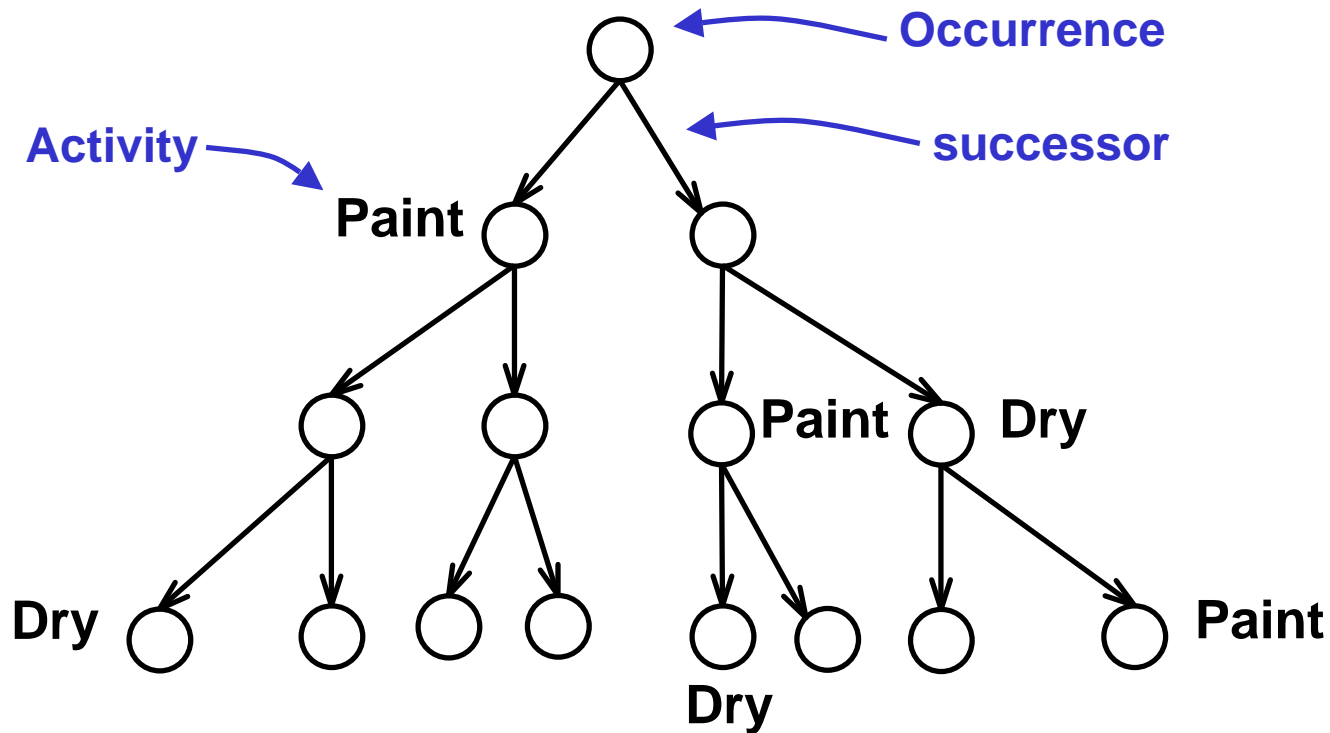 Occurrence
Activity
successor
Paint
Paint
Dry
Dry
Paint
Dry